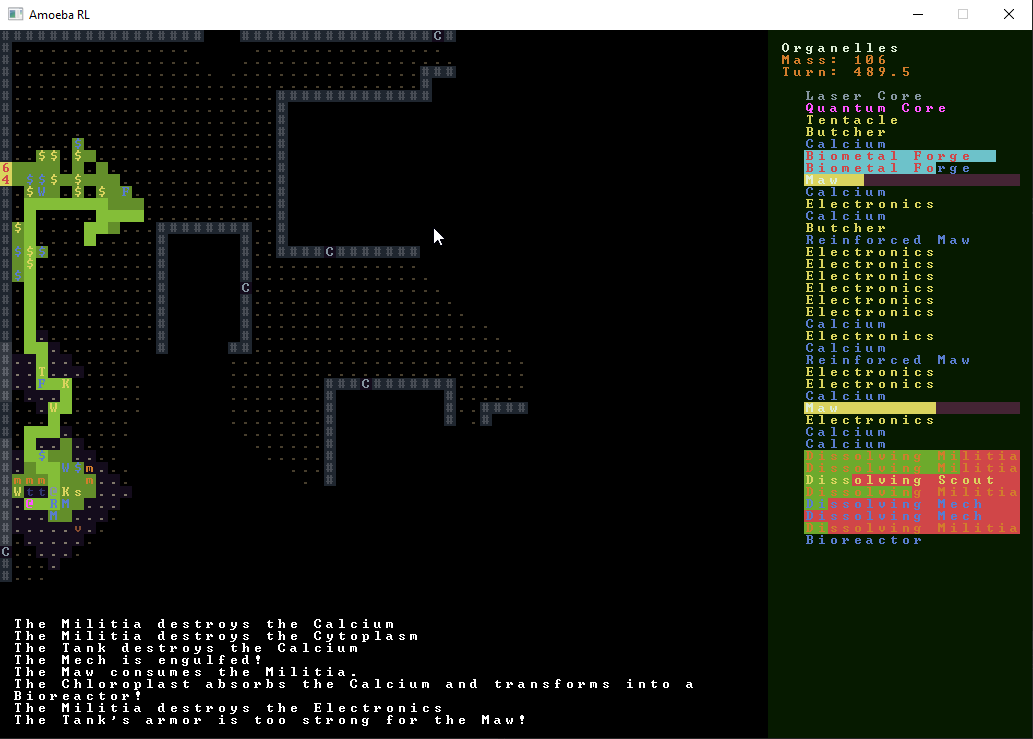 Amoeba RL
Organelles
Mass: 106
Turn: 489.5
Laser Core
Quantum Core
Tentacle
Butcher
Calcium
Biometal Forge
Biometal Forge
Maw
Calcium
Electronics
Calcium
Butcher
Reinforced Maw
Electronics
Electronics
Electronics
Electronics
Electronics
Electronics
Calcium
Electronics
Calcium
Reinforced Maw
Electronics
Electronics
Calcium
Maw
Electronics
Calcium
Calcium
Dissolving Militia
Dissolving Militia
Dissolving Scout
Dissolving Militia
Dissolving Mech
Dissolving Mech
Dissolving Militia
Bioreactor
The Militia destroys the Calcium
The Militia destroys the Cytoplasm
The Tank destroys the Calcium
The Mech is engulfed!
The Maw consumes the Militia.
The Chloroplast absorbs the Calcium and transforms into a
Bioreactor!
The Militia destroys the Electronics
The Tank's armor is too strong for the Maw!